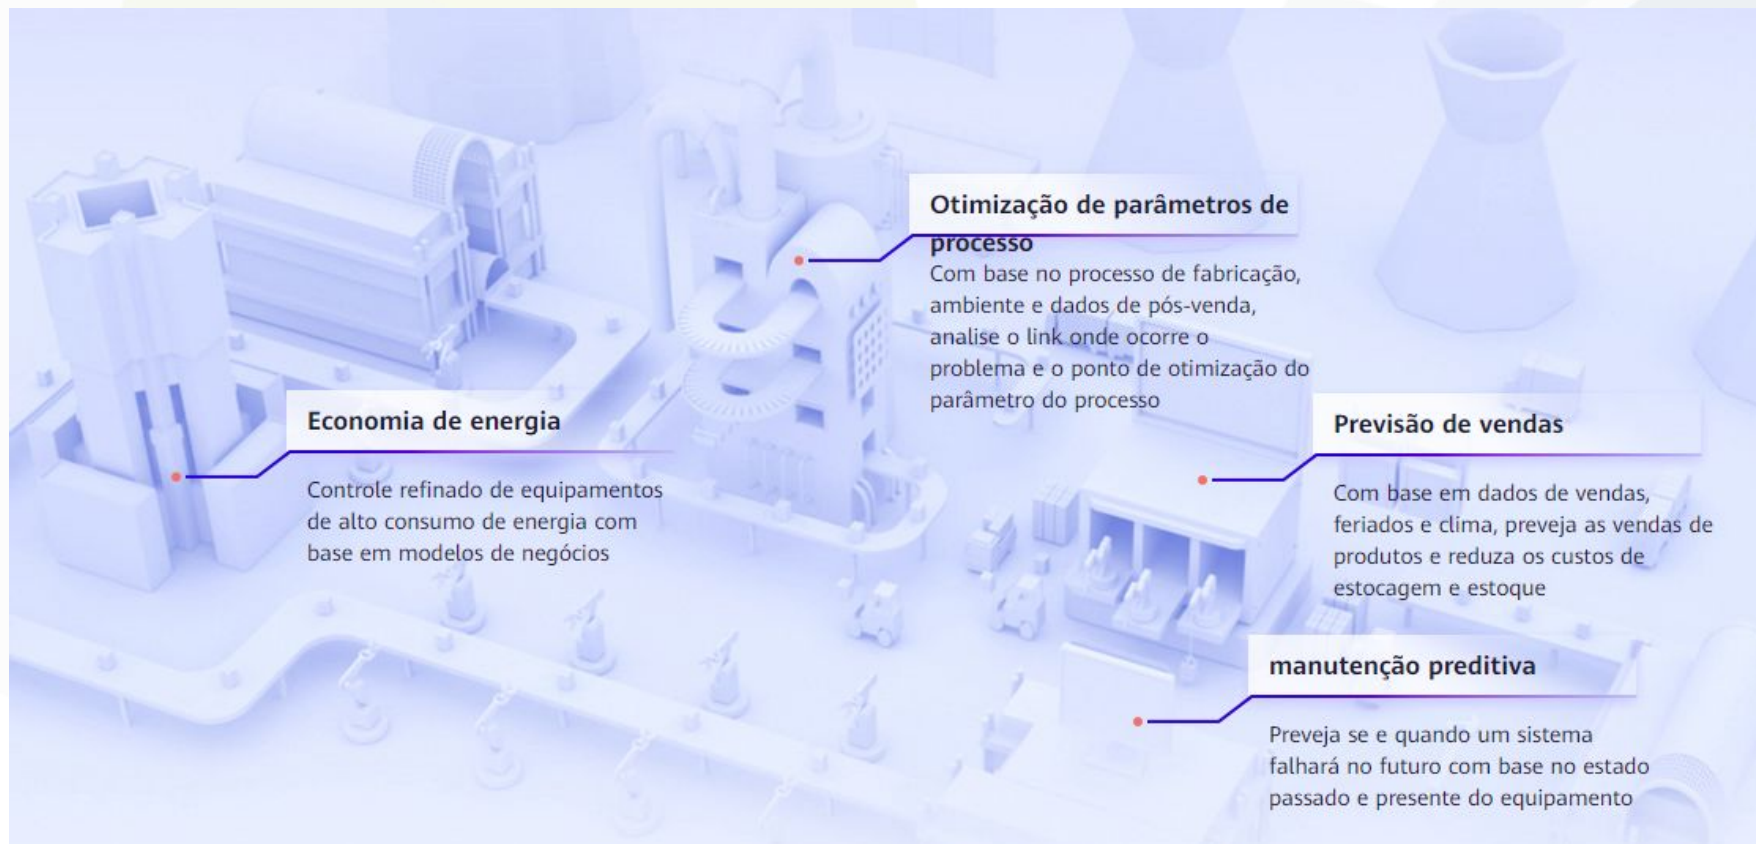 Otimização de parâmetros de
processo
Com base no processo de fabricação,
ambiente e dados de pós-venda,
analise o link onde ocorre o
problema e o ponto de otimização do
parâmetro do processo
Economia de energia
Controle refinado de equipamentos
de alto consumo de energia com
base em modelos de negócios
Previsão de vendas
Com base em dados de vendas,
feriados e clima, preveja as vendas de
produtos e reduza os custos de
estocagem e estoque
manutenção preditiva
Preveja se e quando um sistema
falhará no futuro com base no estado
passado e presente do equipamento